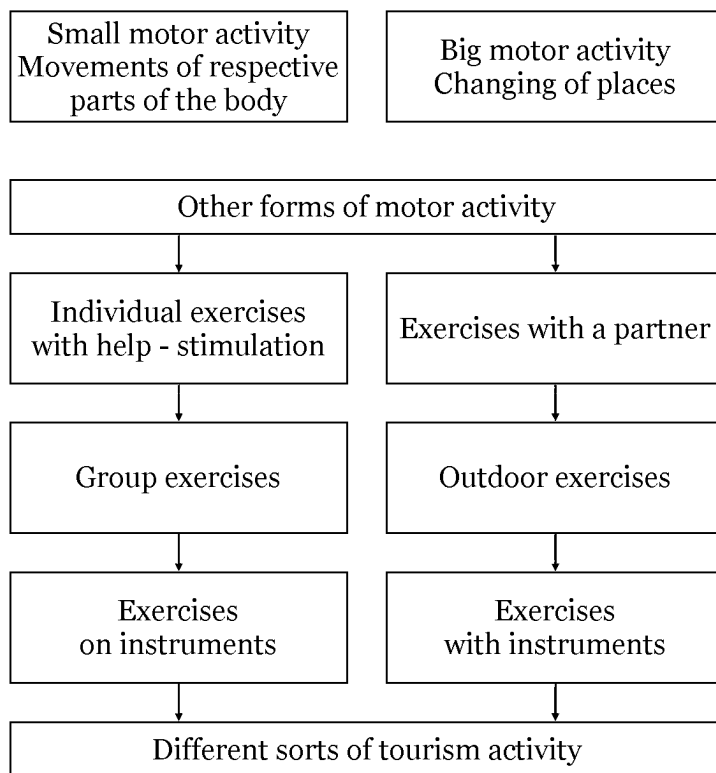 Small motor activity
Movements of respective
parts of the body
Big motor activity
Changing of places
Other forms of motor activity
Individual exercises
with help - stimulation
Exercises with a partner
Group exercises
Outdoor exercises
Exercises
on instruments
Exercises
with instruments
Different sorts of tourism activity